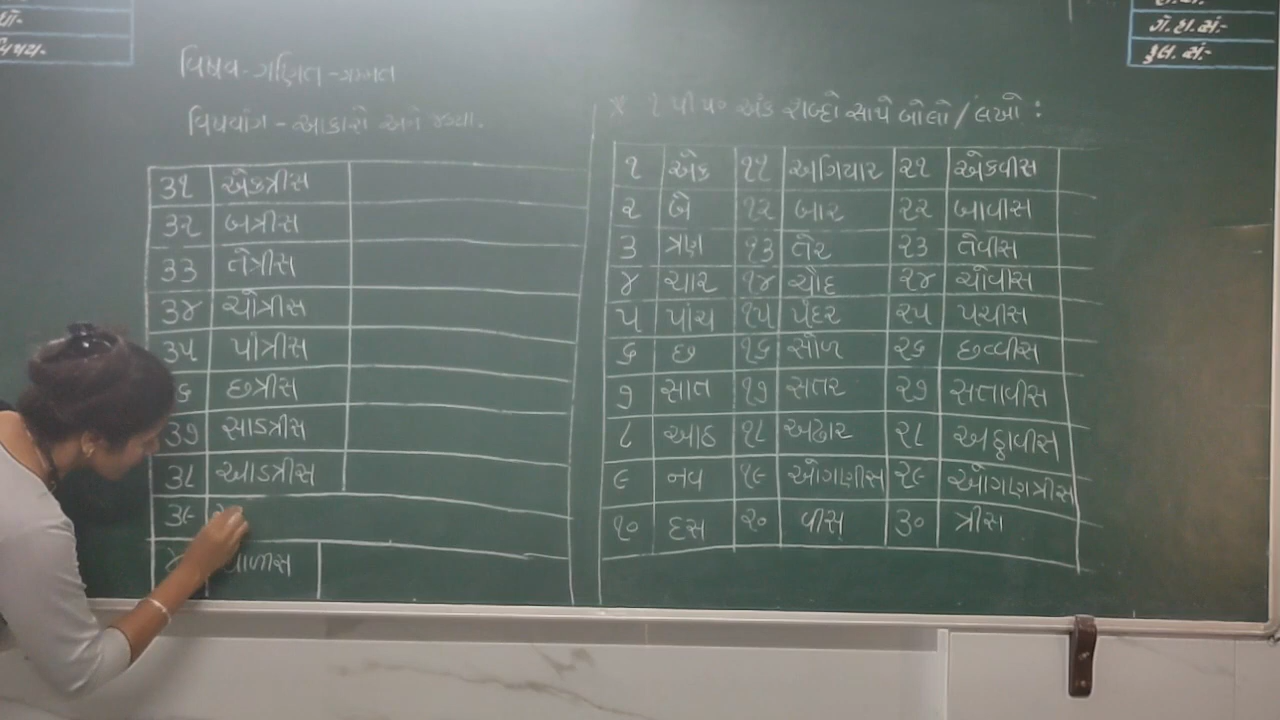 વિષય-ગણિત-ગમ્મત
વિષયાંગ - આકારો અને જગ્યા.
૩૧ એકત્રીસ
૩૨ બત્રીસ
૩૩ તેત્રીસ
૩૪ ચોત્રીસ
૩૫ પાંત્રીસ
૬ છત્રીસ
૩૭ સાડત્રીસ
૩૮ આડત્રીસ
૩૯
ચાળીસ
* ૧ થી ૫૦ અંક શબ્દો સાથે બોલો/લખો :
૧ એક ૧૧ અગિયાર ૨૧ એકવીસ
૨ બે ૧૨ બાર ૨૨ બાવીસ
૩ ત્રણ ૧૩ તેર ૨૩ તેવીસ
૪ ચાર ૧૪ ચૌદ ૨૪ ચોવીસ
૫ પાંચ ૧૫ પંદર ૨૫ પચીસ
૬ છ ૧૬ સોળ ૨૬ છવ્વીસ
૭ સાત ૧૭ સતર ૨૭ સત્તાવીસ
૮ આઠ ૧૮ અઢાર ૨૮ અઠ્ઠાવીસ
૯ નવ ૧૯ ઓગણીસ ૨૯ ઓગણત્રીસ
૧૦ દસ ૨૦ વીસ ૩૦ ત્રીસ
ગે.હા.સં.-
કુલ.સં.-